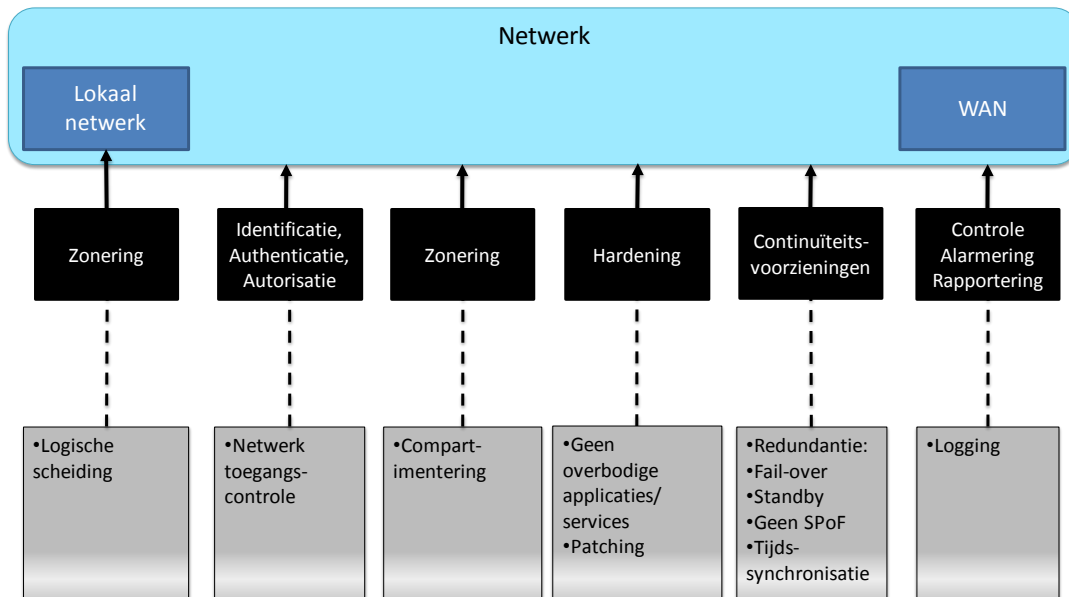 Netwerk
Lokaal
netwerk
WAN
Zonering
Identificatie,
Authenticatie,
Autorisatie
Zonering
Hardening
Continuïteits-
voorzieningen
Controle
Alarmering
Rapportering
•Logische
scheiding
•Netwerk
toegangs-
controle
•Compart-
imentering
•Geen
overbodige
applicaties/
services
•Patching
•Redundantie:
•Fail-over
•Standby
•Geen SPoF
•Tijds-
synchronisatie
•Logging